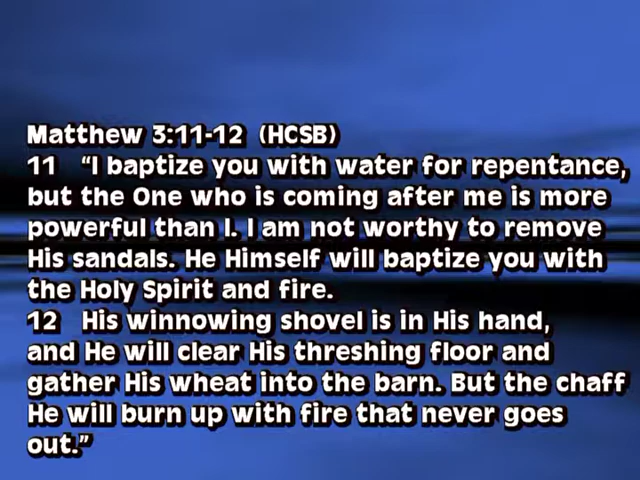 Matthew 3:11-12 (HCSB)
11 “I baptize you with water for repentance,
but the One who is coming after me is more
powerful than I. I am not worthy to remove
His sandals. He Himself will baptize you with
the Holy Spirit and fire.
12 His winnowing shovel is in His hand,
and He will clear His threshing floor and
gather His wheat into the barn. But the chaff
He will burn up with fire that never goes
out.”